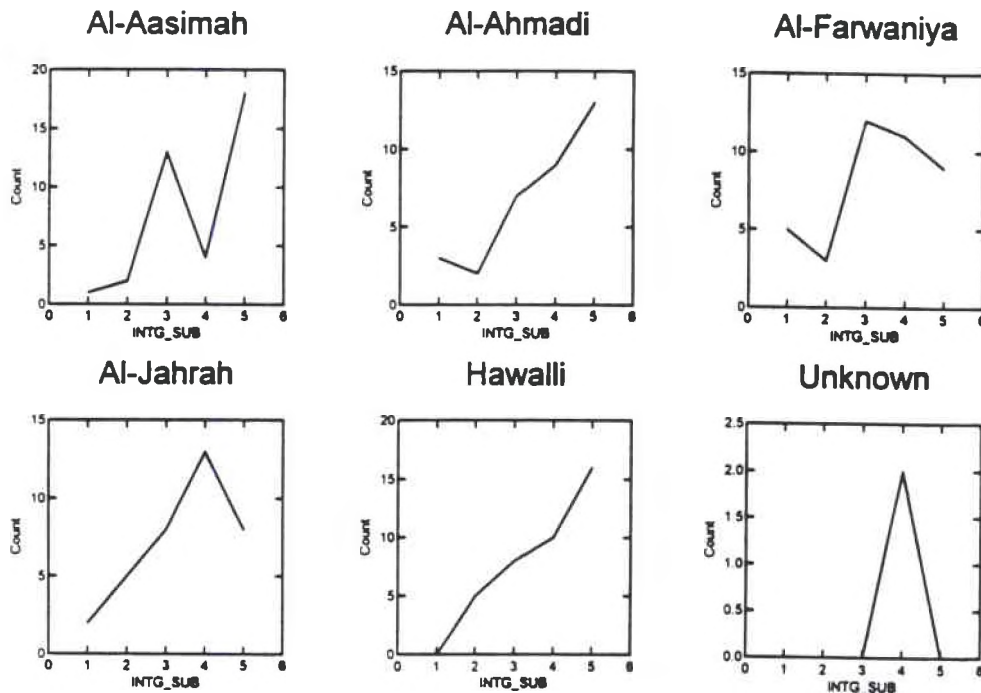 Al-Aasimah
20
15
10
5
0
Count
0 1 2 3 4 5 6
INTG_SUB
Al-Ahmadi
15
10
5
0
Count
0 1 2 3 4 5 6
INTG_SUB
Al-Farwaniya
15
10
5
0
Count
0 1 2 3 4 5 6
INTG_SUB
Al-Jahrah
15
10
5
0
Count
0 1 2 3 4 5 6
INTG_SUB
Hawalli
20
15
10
5
0
Count
0 1 2 3 4 5 6
INTG_SUB
Unknown
2.5
2.0
1.5
1.0
0.5
0.0
Count
0 1 2 3 4 5 6
INTG_SUB